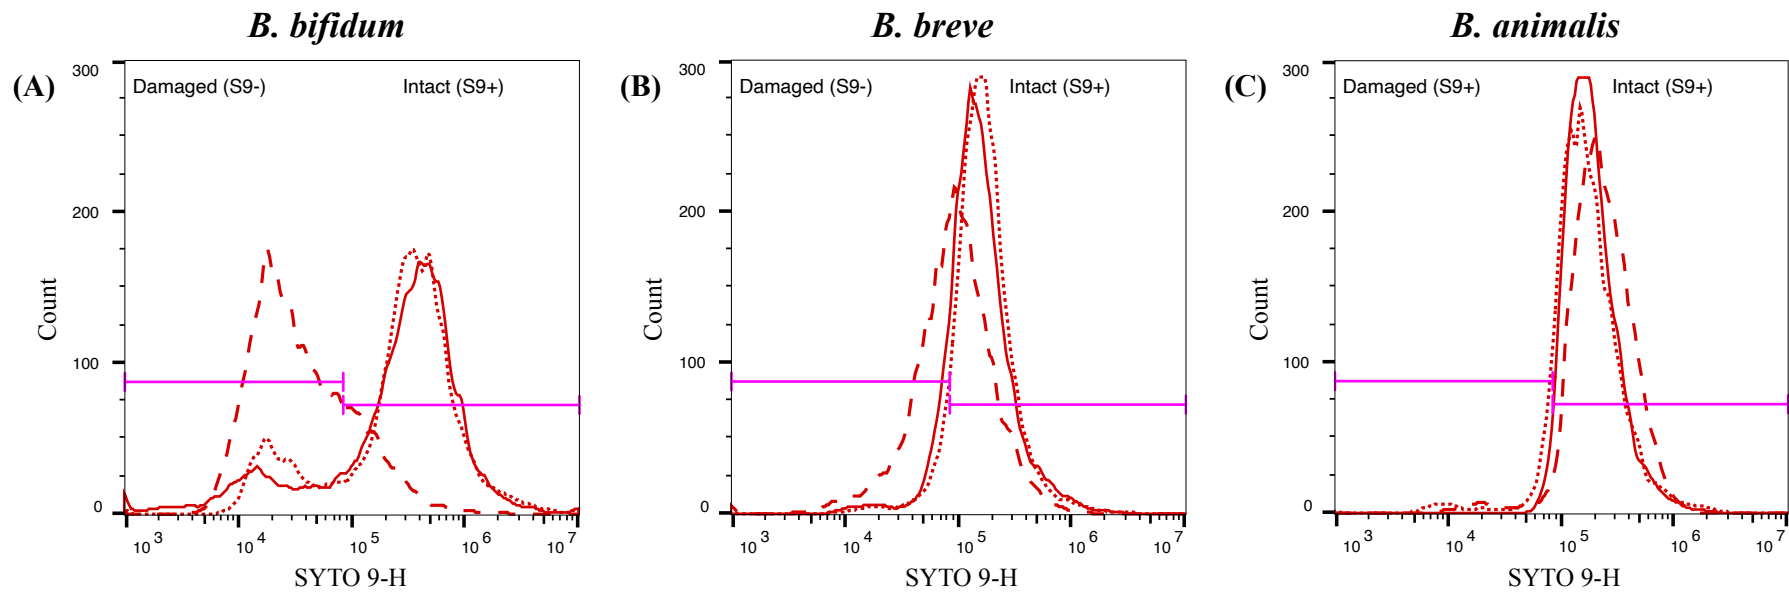 B. bifidum
(A)
Damaged (S9-)
Intact (S9+)
300
200
100
0
Count
10 3
10 4
10 5
10 6
10 7
SYTO 9-H
B. breve
(B)
Damaged (S9-)
Intact (S9+)
300
200
100
0
Count
10 3
10 4
10 5
10 6
10 7
SYTO 9-H
B. animalis
(C)
Damaged (S9+)
Intact (S9+)
300
200
100
0
Count
10 3
10 4
10 5
10 6
10 7
SYTO 9-H